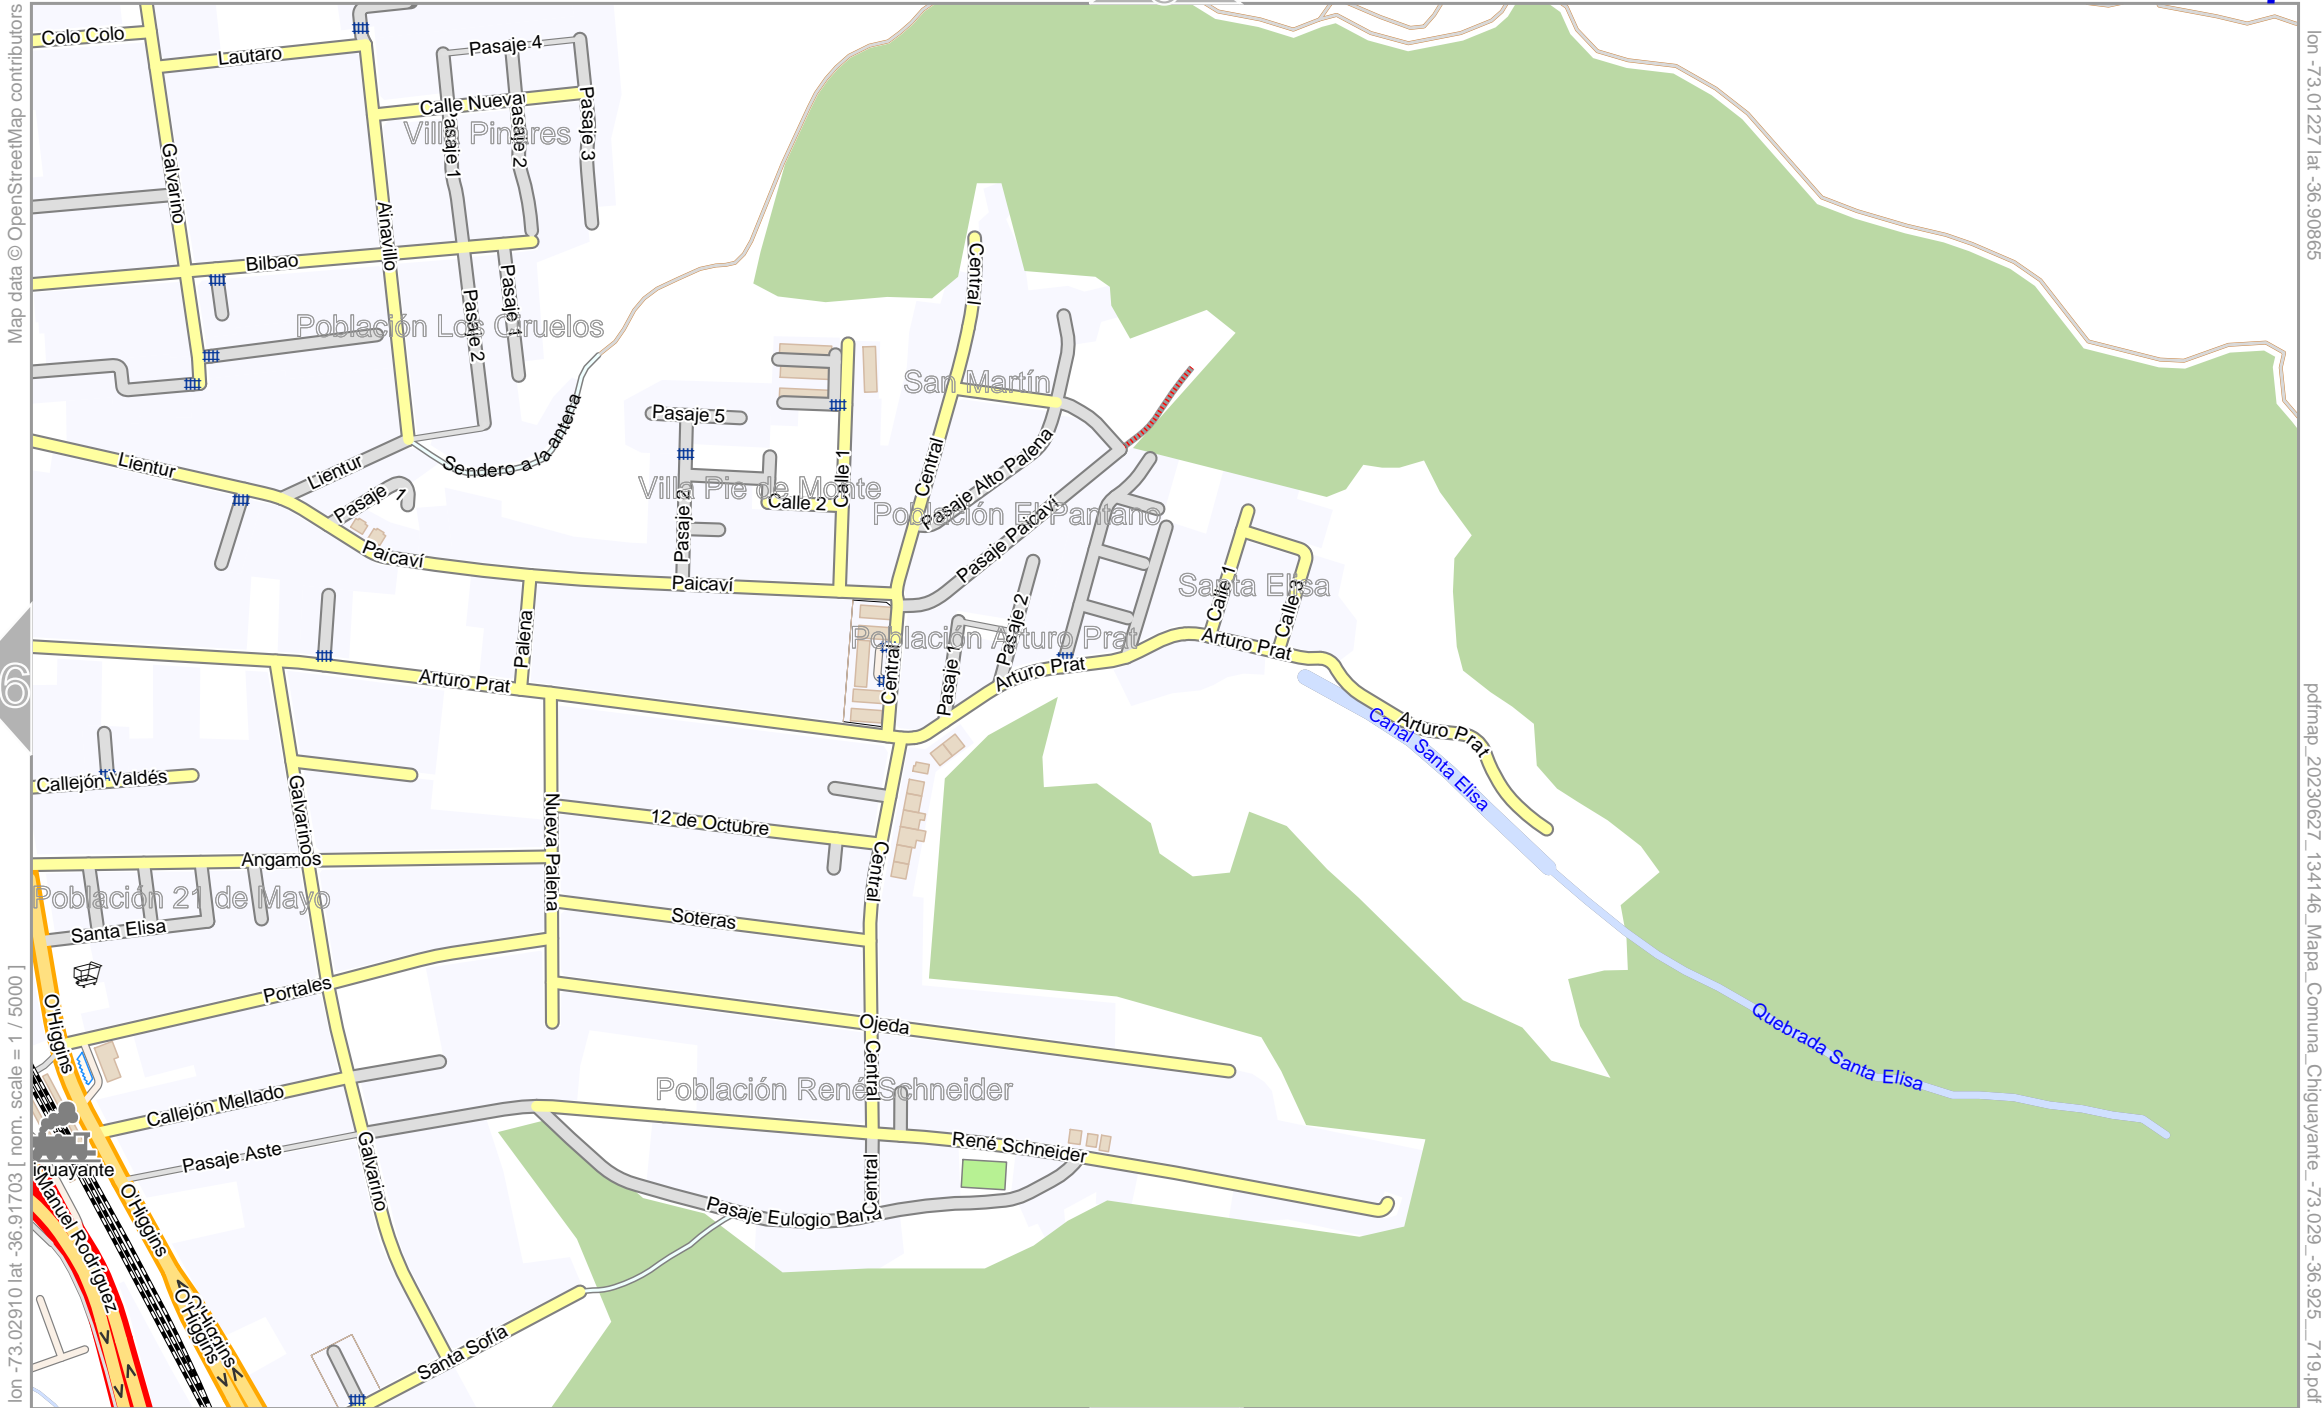 Map data © OpenStreetMap contributors
lon -73.01227 lat -36.90865
Colo Colo
Lautaro
Pasaje 4
Calle Nueva
Pasaje 3
Pasaje 1
Pasaje 2
Villa Pinares
Galvarino
Ainavillo
Bilbao
Central
Pasaje 1
Pasaje 2
Población Los Ciruelos
San Martín
Pasaje 5
Sendero a la antena
Lientur
Lientur
Pasaje 1
Villa Pie de Monte
Calle 1
Calle 2
Central
Pasaje Alto Palena
Población El Pantano
Pasaje 2
Pasaje Paicaví
Paicaví
Paicaví
Santa Elisa
Calle 1
Calle 3
Palena
Población Arturo Prat
Pasaje 2
Pasaje 1
Central
Arturo Prat
Arturo Prat
Arturo Prat
Arturo Prat
6
Canal Santa Elisa
Callejón Valdés
Galvarino
Nueva Palena
12 de Octubre
Angamos
Central
Población 21 de Mayo
Santa Elisa
Soteras
Portales
O'Higgins
Ojeda
Quebrada Santa Elisa
Central
Población René Schneider
Callejón Mellado
Pasaje Aste
René Schneider
iguayante
Galvarino
Central
Manuel Rodríguez
O'Higgins
Pasaje Eulogio
O'Higgins
O'Higgins
Santa Sofía
lon -73.02910 lat -36.91703 [ nom. scale = 1 / 5000 ]
pdfmap_20230627_134146_Mapa_Comuna_Chiguayante_-73.029_-36.925__719.pdf